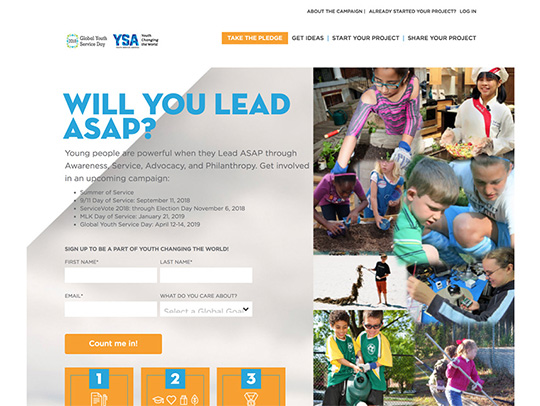 ABOUT THE CAMPAIGN | ALREADY STARTED YOUR PROJECT? LOG IN
Global Youth
Service Day
YSA
Youth
Changing
the World
TAKE THE PLEDGE GET IDEAS | START YOUR PROJECT | SHARE YOUR PROJECT
WILL YOU LEAD
ASAP?
Young people are powerful when they Lead ASAP through
Awareness, Service, Advocacy, and Philanthropy. Get involved
in an upcoming campaign:
• Summer of Service
• 9/11 Day of Service: September 11, 2018
• ServiceVote 2018: through Election Day November 6, 2018
• MLK Day of Service: January 21, 2019
• Global Youth Service Day: April 12-14, 2019
SIGN UP TO BE A PART OF YOUTH CHANGING THE WORLD!
FIRST NAME* LAST NAME*
EMAIL* WHAT DO YOU CARE ABOUT?
Select a Global Goal
Count me in!
1 2 3